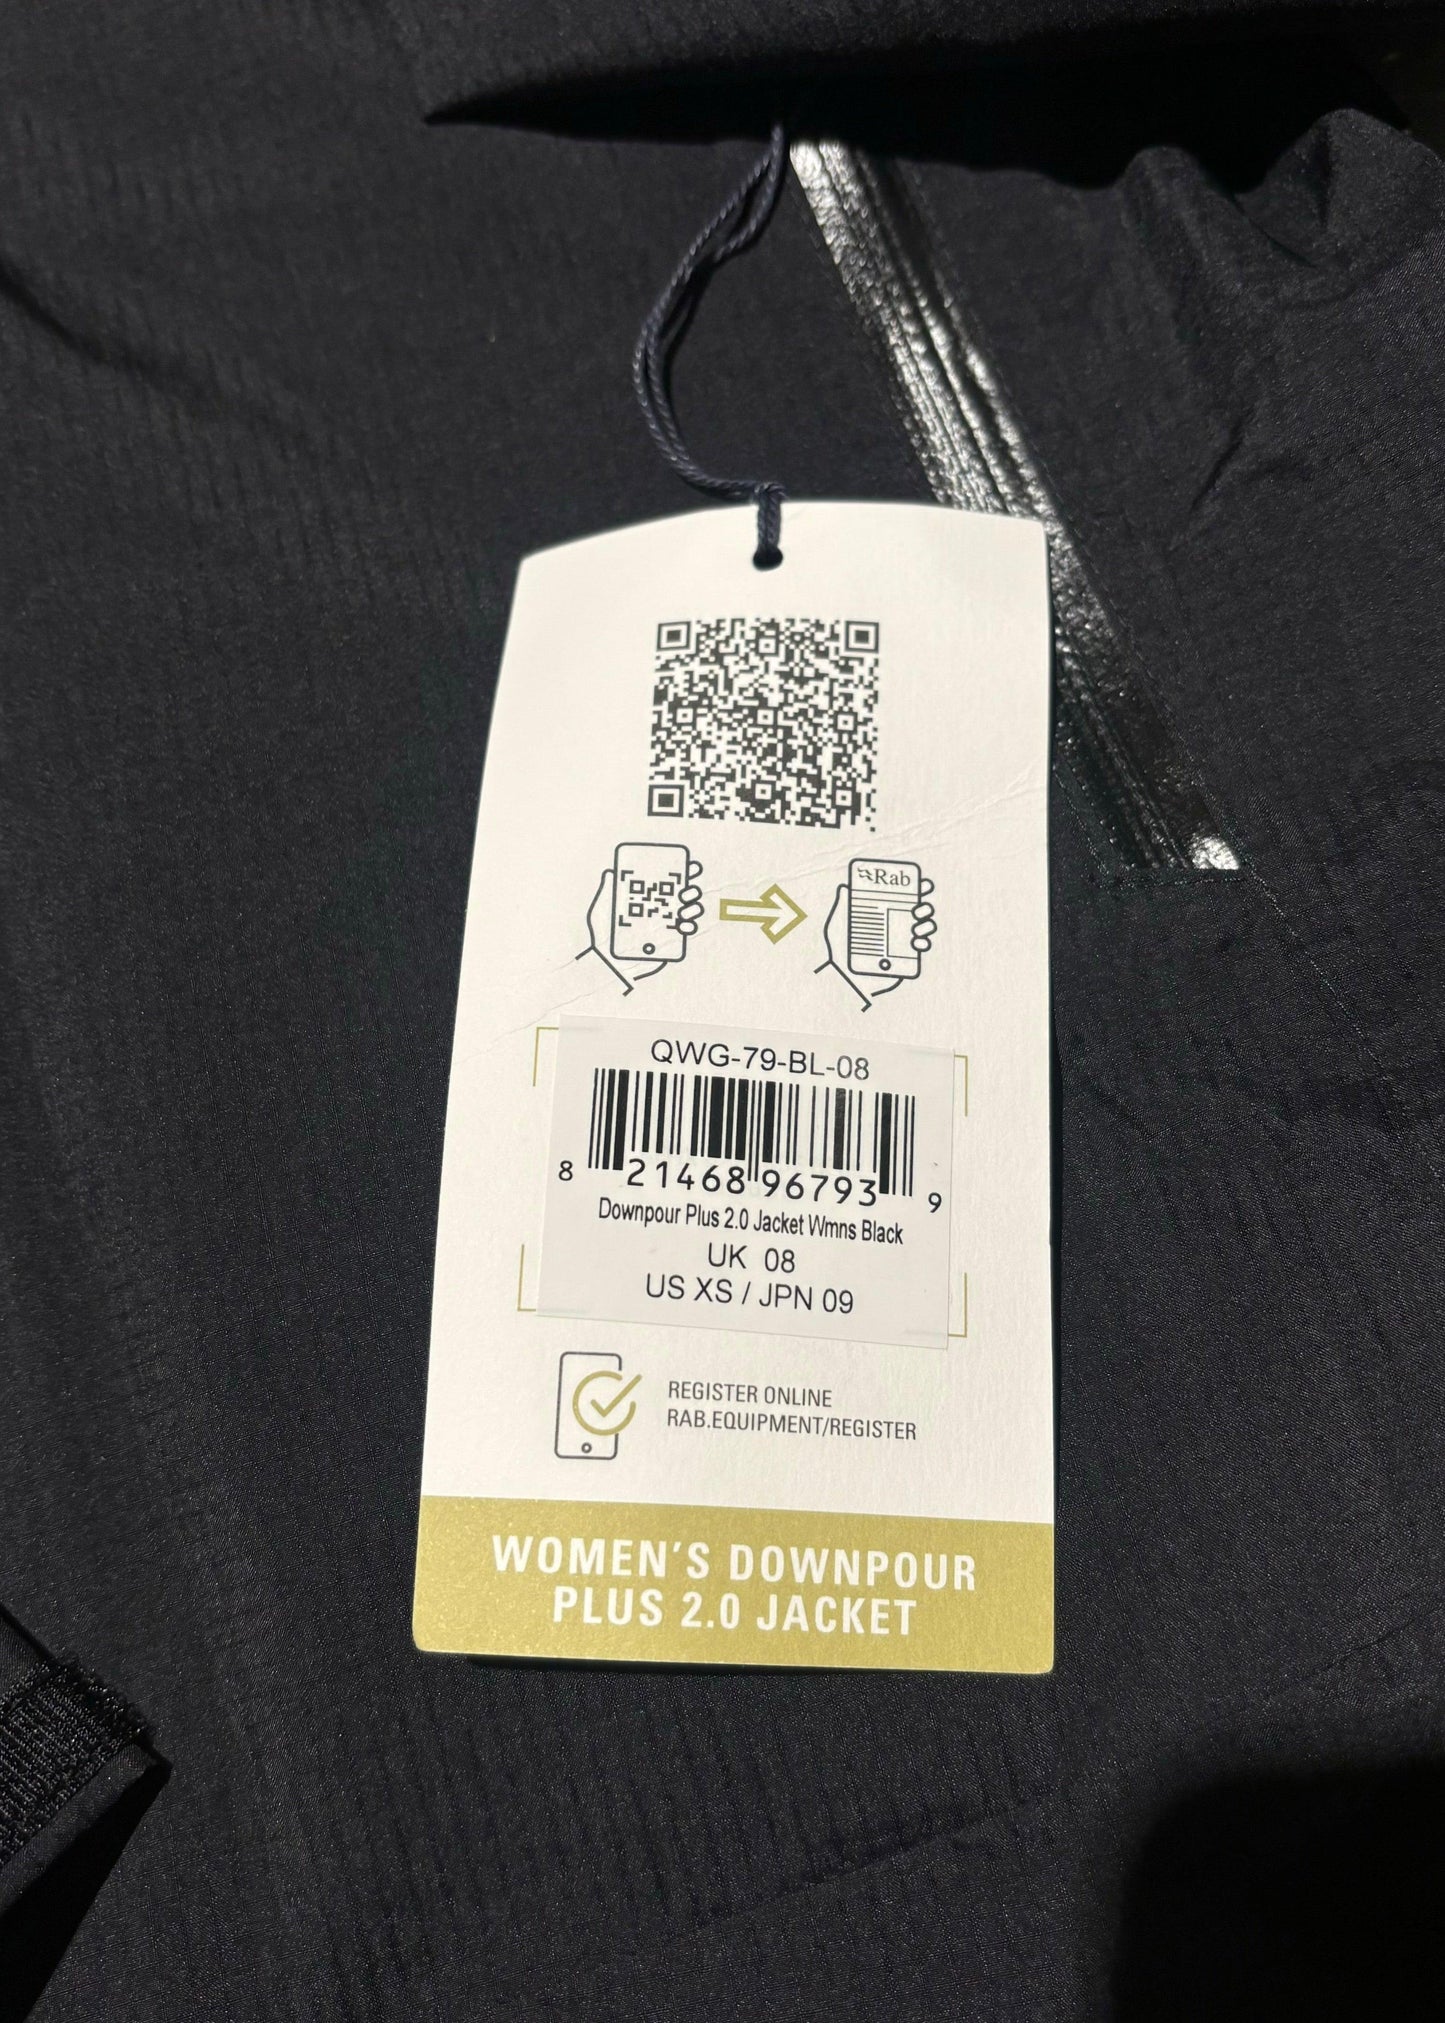 Rab
QWG-79-BL-08
8 21468 96793 9
Downpour Plus 2.0 Jacket Wmns Black
UK 08
US XS / JPN 09
REGISTER ONLINE
RAB.EQUIPMENT/REGISTER
WOMEN'S DOWNPOUR
PLUS 2.0 JACKET